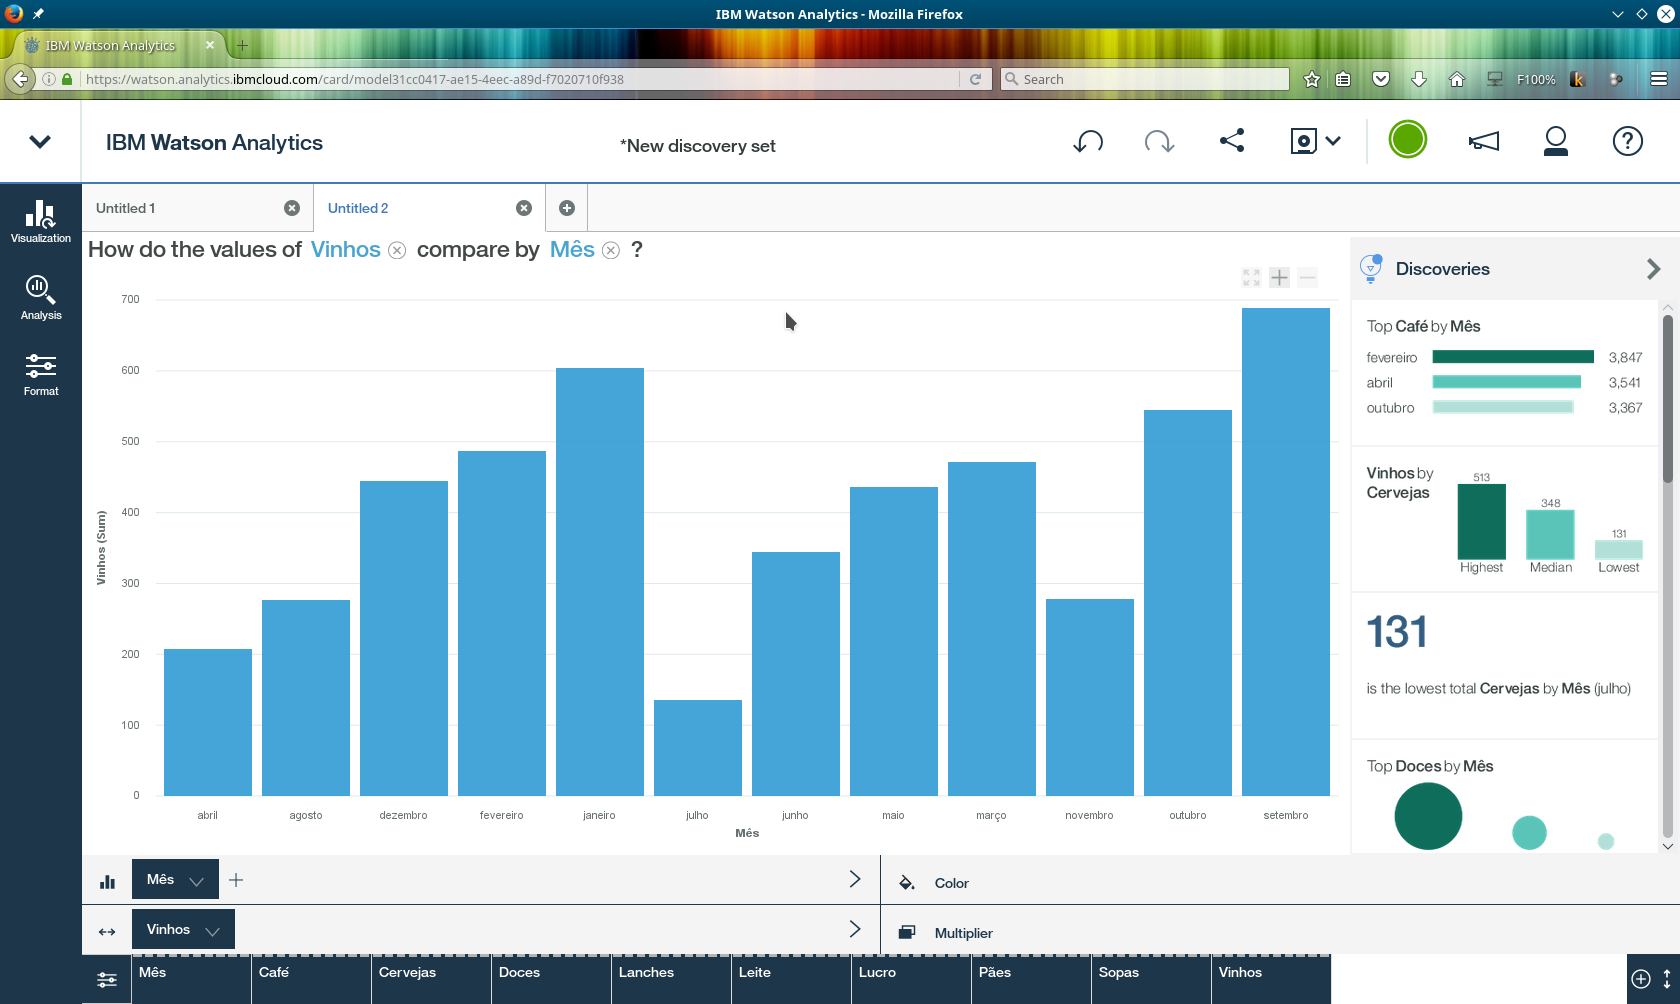 IBM Watson Analytics - Mozilla Firefox
IBM Watson Analytics
https://watson.analytics.ibmcloud.com/card/model31cc0417-ae15-4eec-a89d-f7020710f938
Search
F100%
IBM Watson Analytics
*New discovery set
Visualization
Analysis
Format
Untitled 1
Untitled 2
How do the values of Vinhos compare by Mês ?
700
600
500
400
300
200
100
0
Vinhos (Sum)
abril agosto dezembro fevereiro janeiro julho junho maio março novembro outubro setembro
Mês
Discoveries
Top Café by Mês
fevereiro 3,847
abril 3,541
outubro 3,367
Vinhos by
Cervejas
513
348
131
Highest Median Lowest
131
is the lowest total Cervejas by Mês (julho)
Top Doces by Mês
Mês
Color
Vinhos
Multiplier
Mês Café Cervejas Doces Lanches Leite Lucro Pães Sopas Vinhos